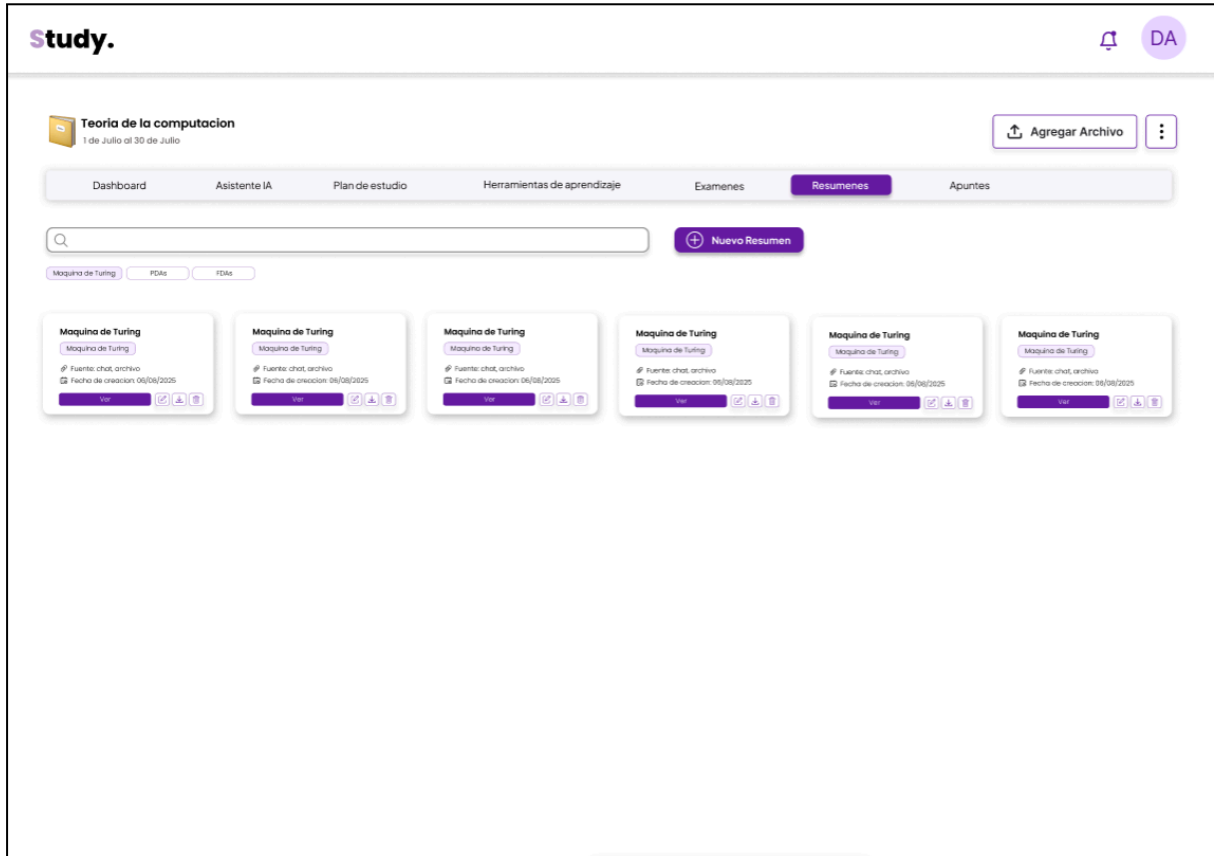 Study.
DA
Teoria de la computacion
1 de Julio al 30 de Julio
Agregar Archivo
Dashboard Asistente IA Plan de estudio Herramientas de aprendizaje Examenes Resumenes Apuntes
Nuevo Resumen
Maquina de Turing PDAs FDAs
Maquina de Turing
Maquina de Turing
Fuente: chat, archivo
Fecha de creacion: 06/08/2025
Ver
Maquina de Turing
Maquina de Turing
Fuente: chat, archivo
Fecha de creacion: 06/08/2025
Ver
Maquina de Turing
Maquina de Turing
Fuente: chat, archivo
Fecha de creacion: 06/08/2025
Ver
Maquina de Turing
Maquina de Turing
Fuente: chat, archivo
Fecha de creacion: 06/08/2025
Ver
Maquina de Turing
Maquina de Turing
Fuente: chat, archivo
Fecha de creacion: 06/08/2025
Ver
Maquina de Turing
Maquina de Turing
Fuente: chat, archivo
Fecha de creacion: 06/08/2025
Ver